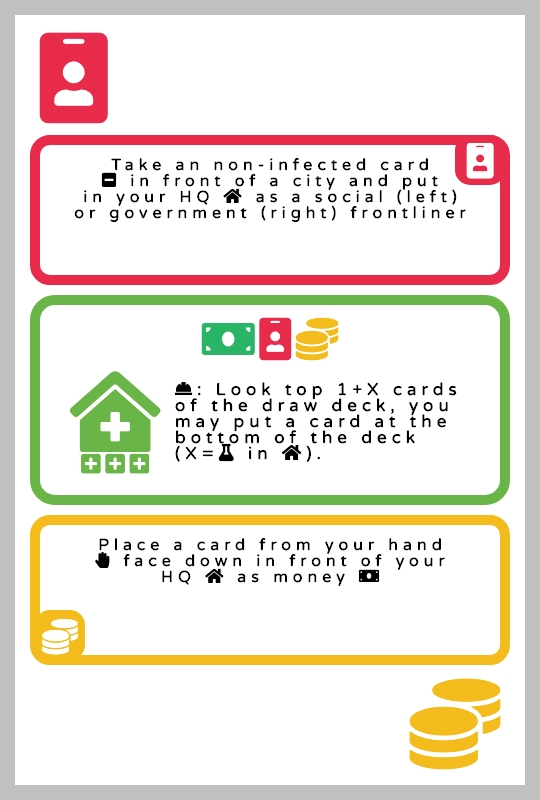 Take an non-infected card
in front of a city and put
in your HQ as a social (left)
or government (right) frontliner
: Look top 1+X cards
of the draw deck, you
may put a card at the
bottom of the deck
(X= in ).
Place a card from your hand
face down in front of your
HQ as money